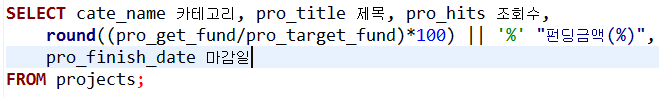 SELECT cate_name 카테고리, pro_title 제목, pro_hits 조회수,
round((pro_get_fund/pro_target_fund)*100) || '%' "펀딩금액(%)",
pro_finish_date 마감일
FROM projects;